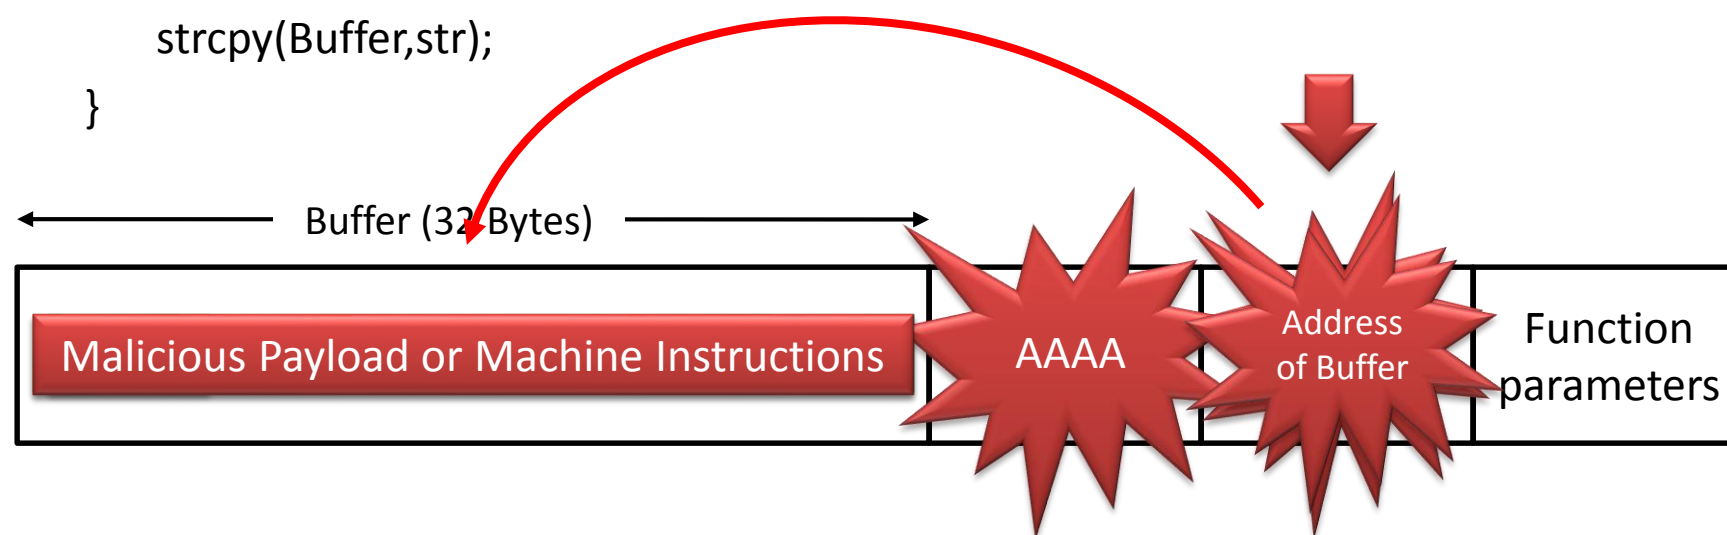 strcpy(Buffer,str);
}
Buffer (32 Bytes)
Malicious Payload or Machine Instructions
AAAA
Address
of Buffer
Function
parameters